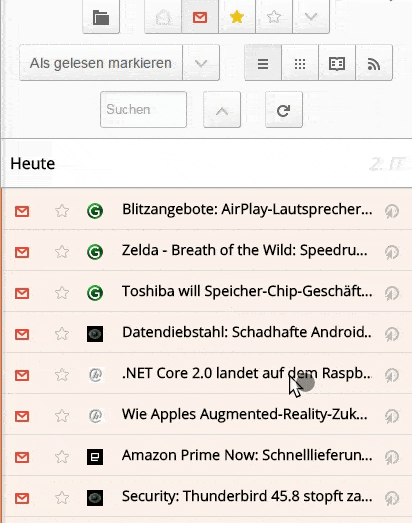 Als gelesen markieren
Suchen
Heute
Blitzangebote: AirPlay-Lautsprecher...
Zelda - Breath of the Wild: Speedru...
Toshiba will Speicher-Chip-Geschäft...
Datendiebstahl: Schadhafte Android...
.NET Core 2.0 landet auf dem Raspb...
Wie Apples Augmented-Reality-Zuk...
Amazon Prime Now: Schnelllieferun...
Security: Thunderbird 45.8 stopft za...